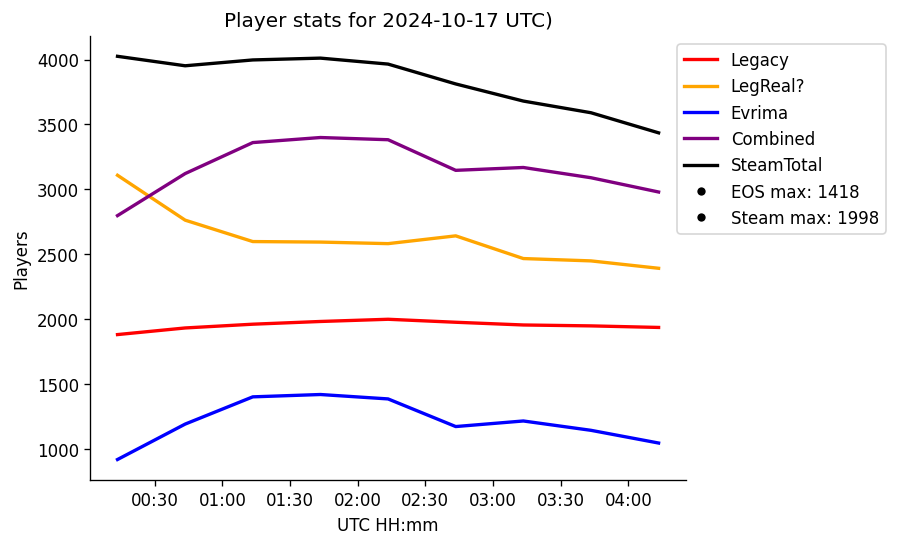 Player stats for 2024-10-17 UTC)
Players
4000
3500
3000
2500
2000
1500
1000
00:30 01:00 01:30 02:00 02:30 03:00 03:30 04:00
UTC HH:mm
Legacy
LegReal?
Evrima
Combined
SteamTotal
EOS max: 1418
Steam max: 1998